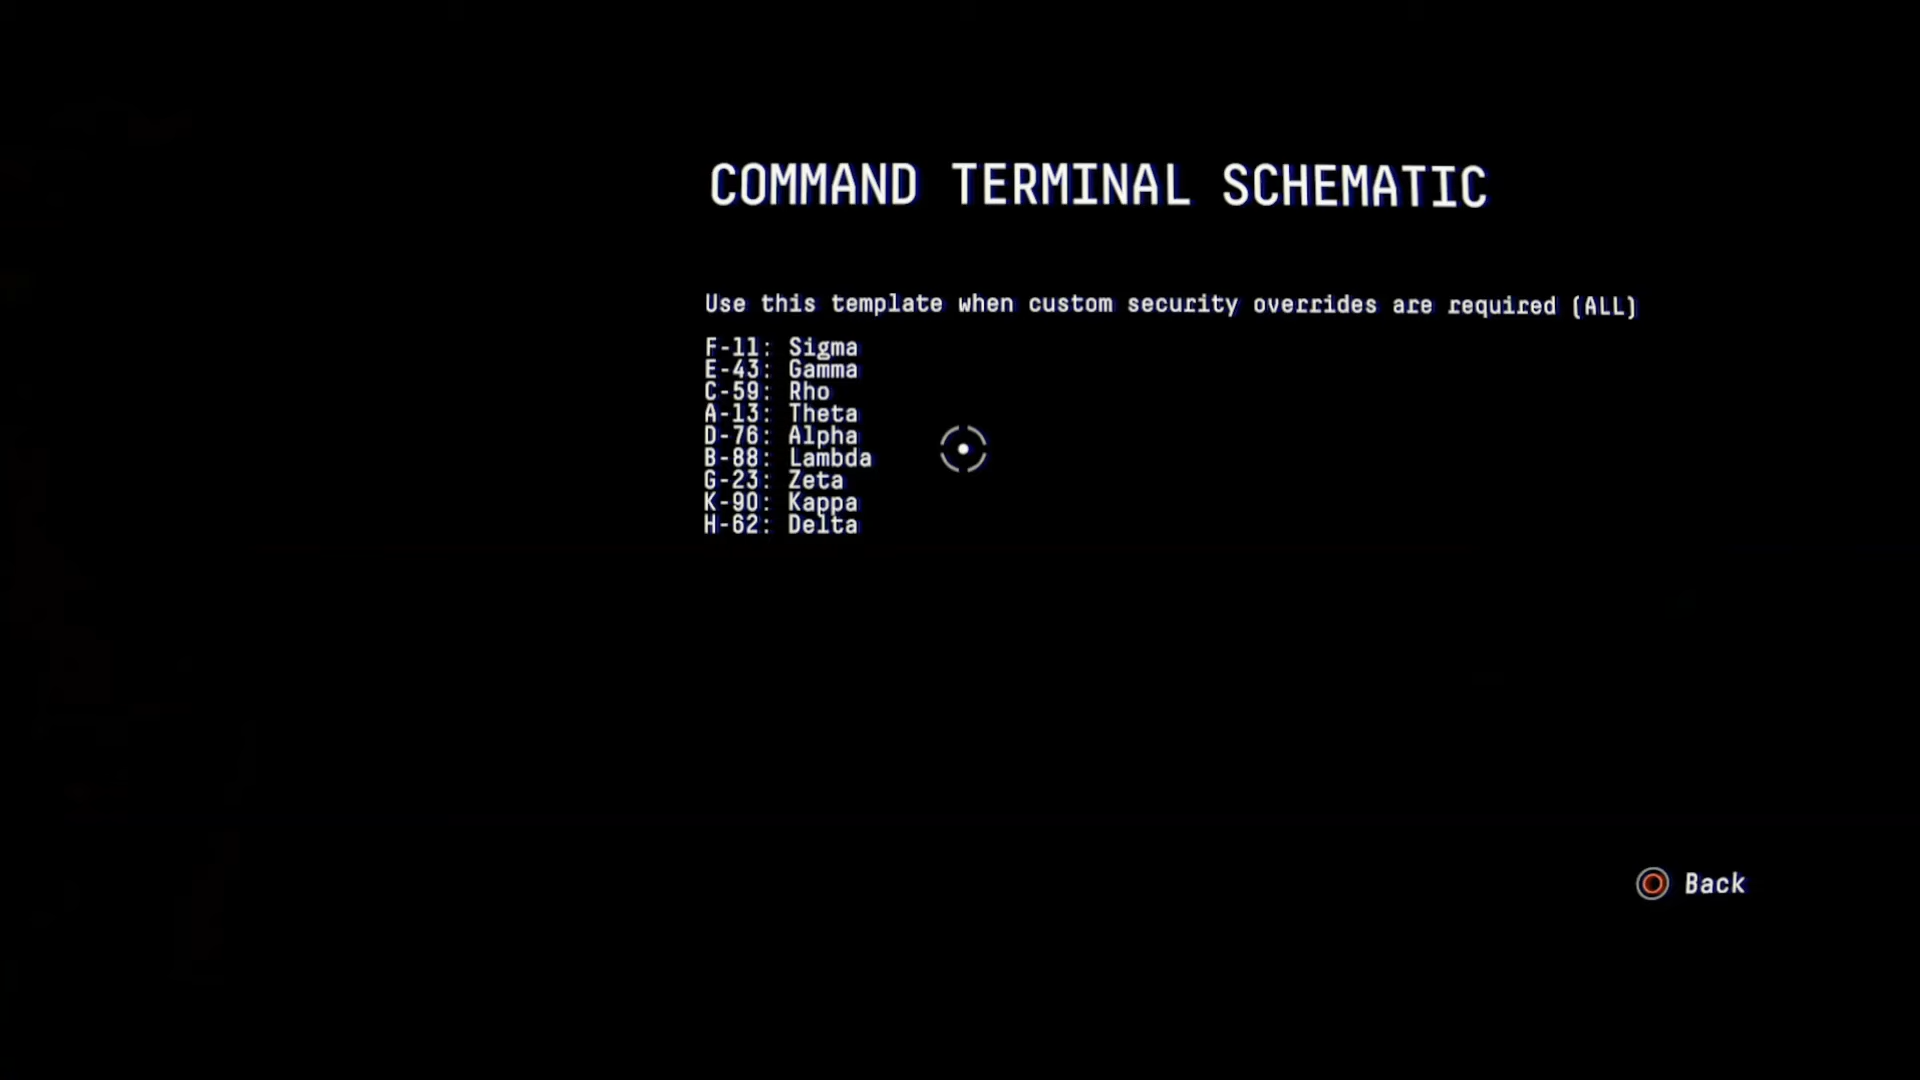 COMMAND TERMINAL SCHEMATIC
Use this template when custom security overrides are required (ALL)
F-11: Sigma
E-43: Gamma
C-59: Rho
A-13: Theta
D-76: Alpha
B-88: Lambda
G-23: Zeta
K-90: Kappa
H-62: Delta
Back